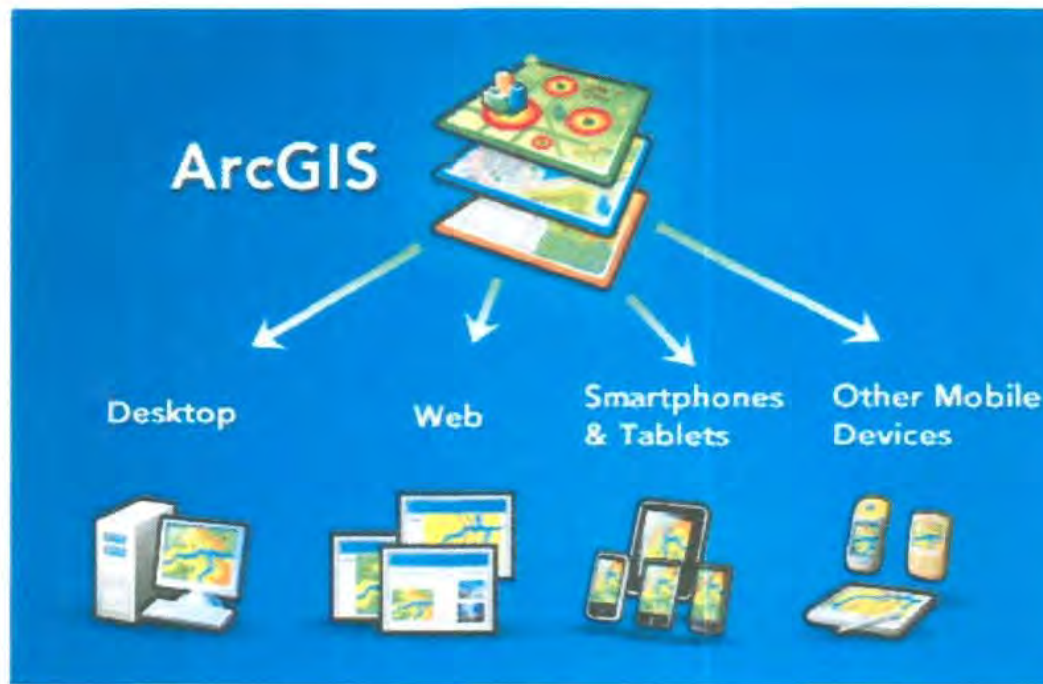 ArcGIS
Desktop
Web
Smartphones
& Tablets
Other Mobile
Devices